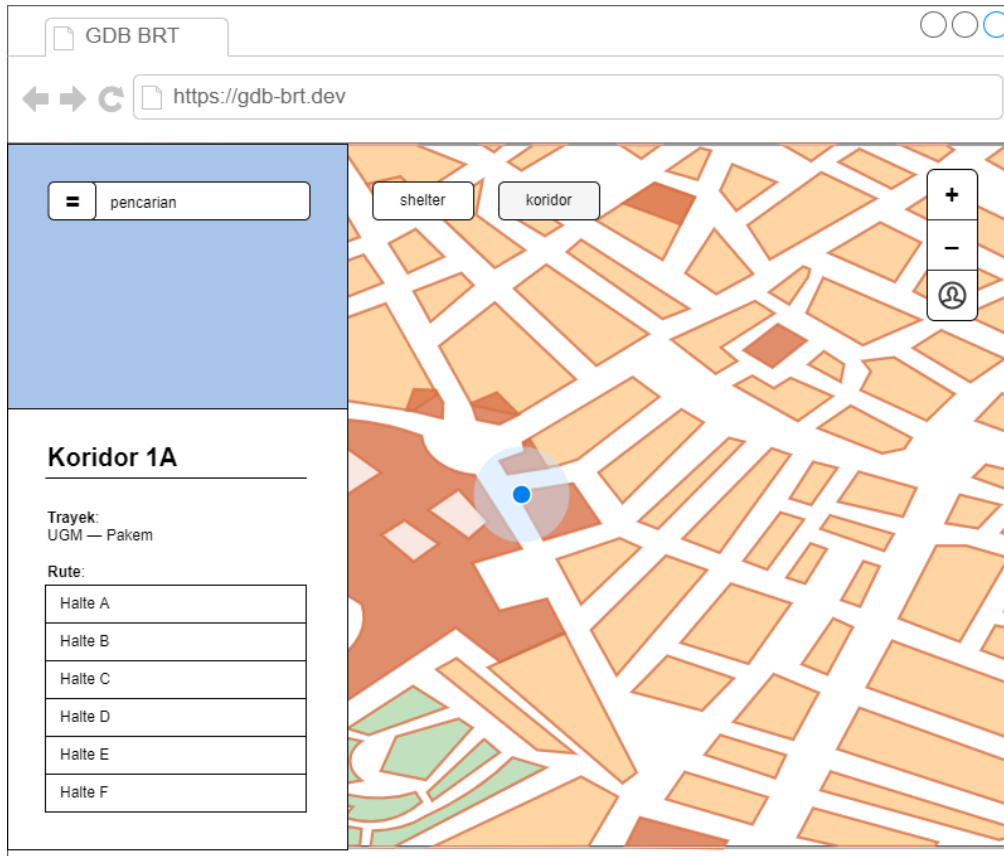 GDB BRT
https://gdb-brt.dev
pencarian
shelter
koridor
Koridor 1A
Trayek:
UGM — Pakem
Rute:
Halte A
Halte B
Halte C
Halte D
Halte E
Halte F